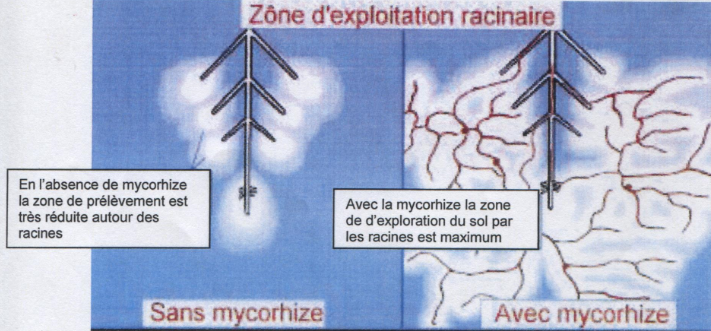 Zône d'exploitation racinaire
En l'absence de mycorhize
la zone de prélèvement est
très réduite autour des
racines
Avec la mycorhize la zone
de d'exploration du sol par
les racines est maximum
Sans mycorhize
Avec mycorhize